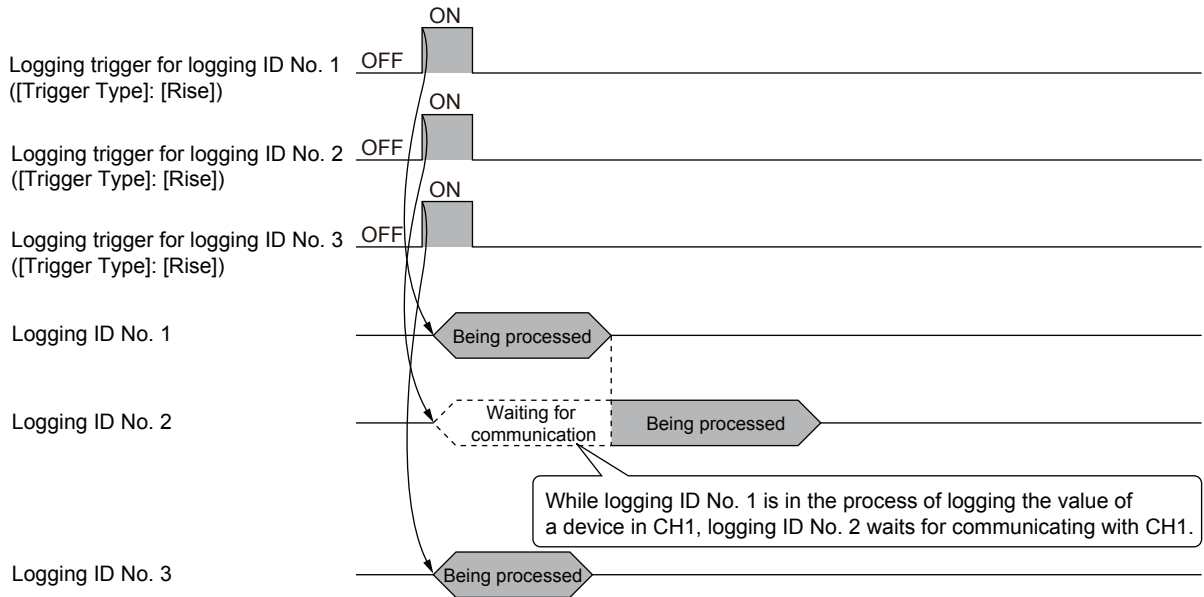 ON
Logging trigger for logging ID No. 1 OFF
([Trigger Type]: [Rise])
ON
Logging trigger for logging ID No. 2 OFF
([Trigger Type]: [Rise])
ON
Logging trigger for logging ID No. 3 OFF
([Trigger Type]: [Rise])
Logging ID No. 1 Being processed
Logging ID No. 2 Waiting for
communication Being processed
While logging ID No. 1 is in the process of logging the value of
a device in CH1, logging ID No. 2 waits for communicating with CH1.
Logging ID No. 3 Being processed